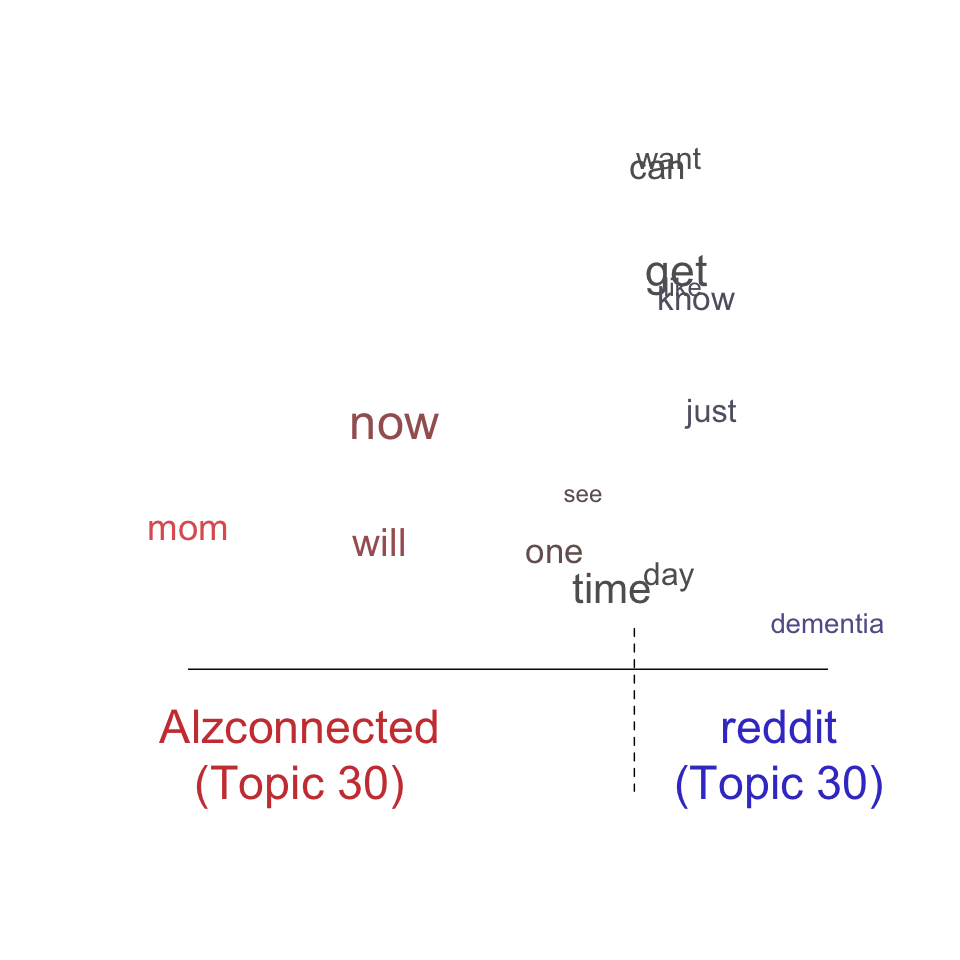 want
can
get
like
know
just
now
see
mom
will
one
day
time
dementia
Alzconnected
(Topic 30)
reddit
(Topic 30)